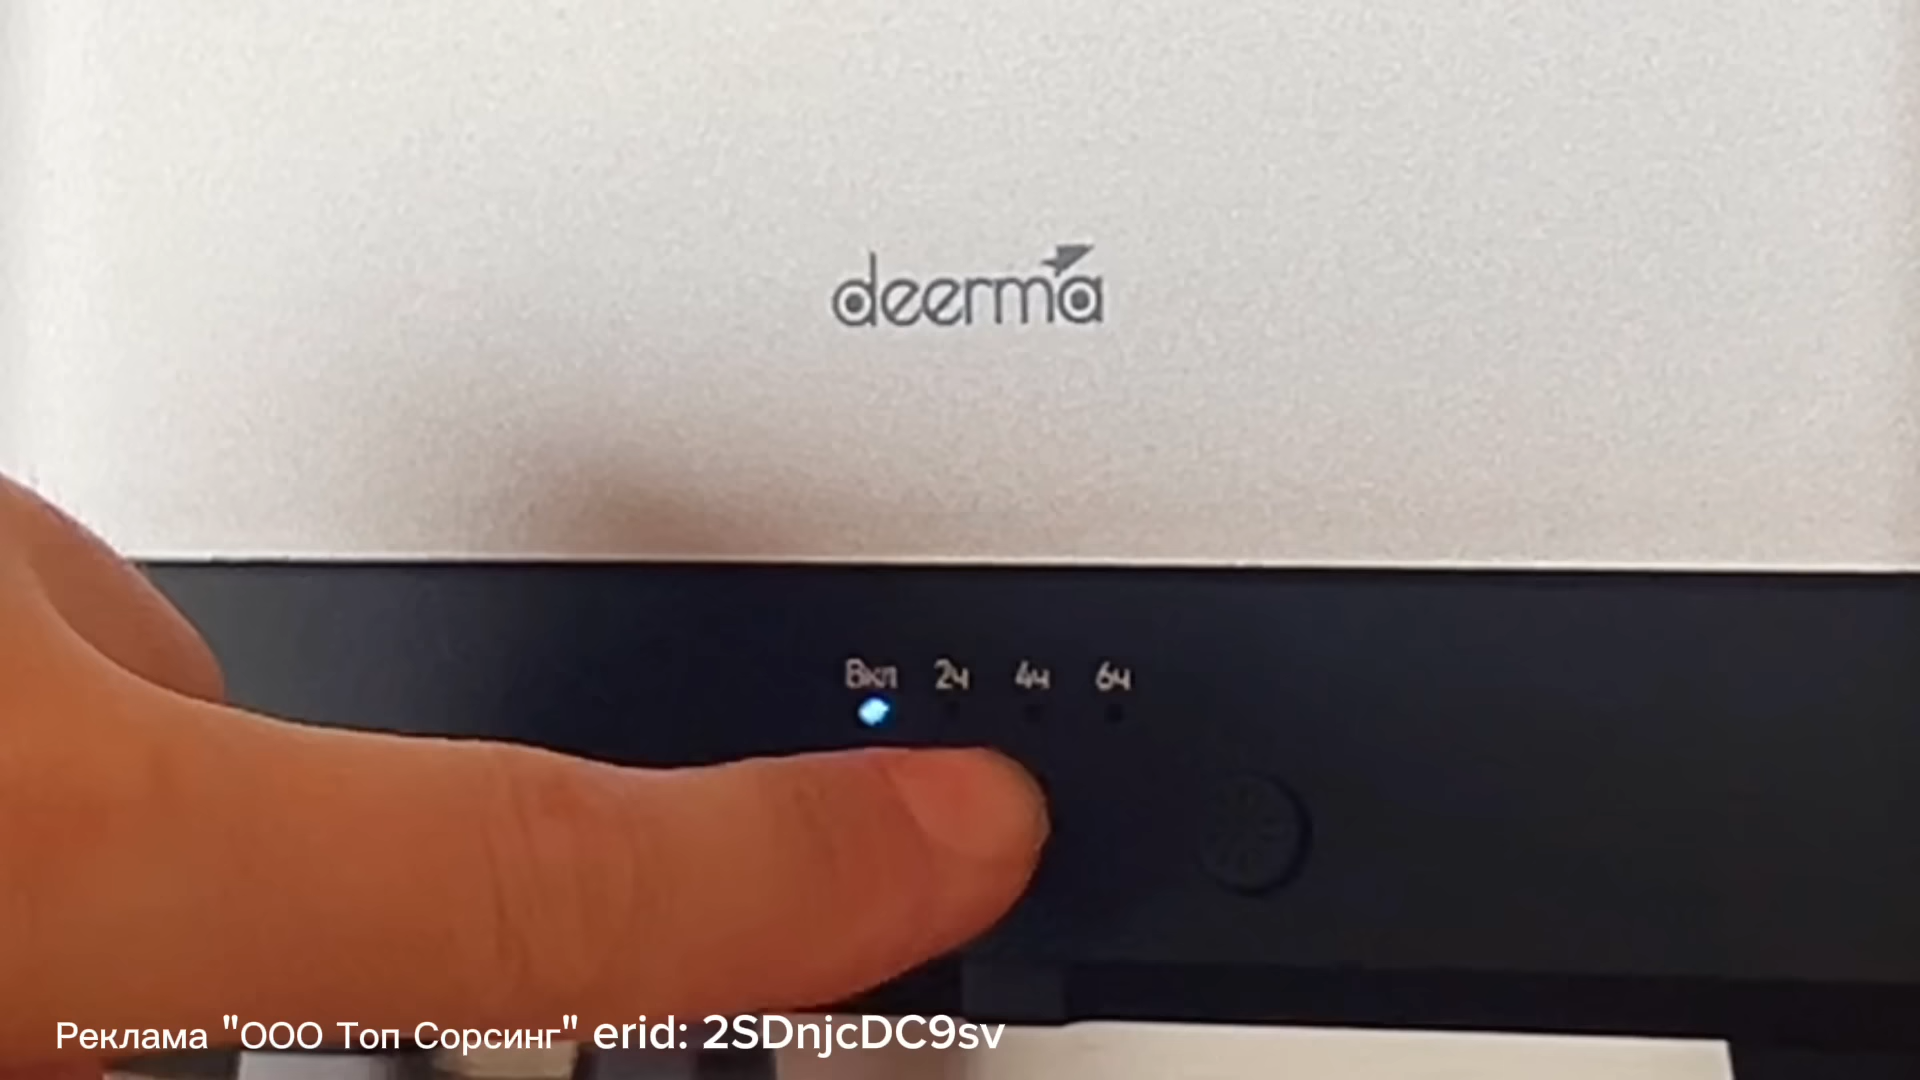 deerma
Вкл 2ч 4ч 6ч
Реклама "ООО Топ Сорсинг" erid: 2SDnjcDC9sv